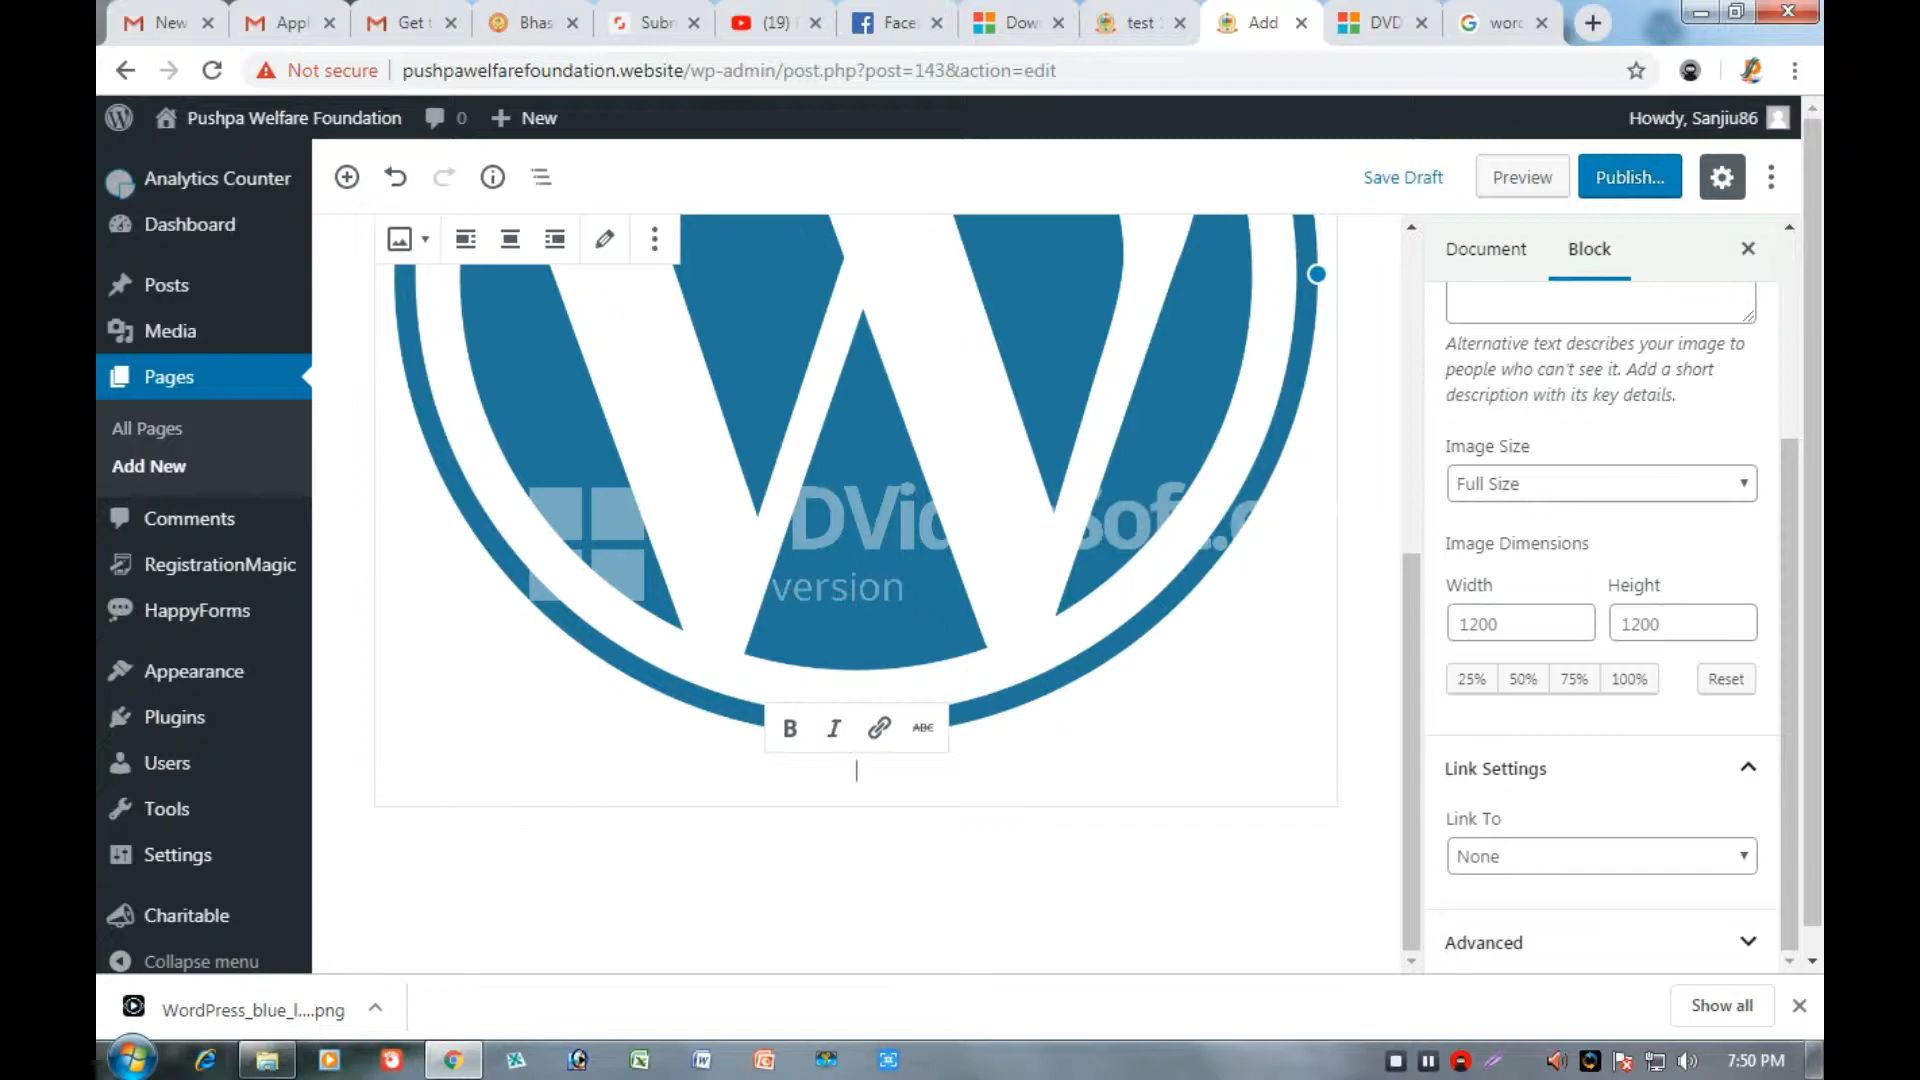 New
Appl
Get t
Bhas
Subr
(19)
Face
Dow
test
Add
DVD
worc
Not secure
pushpawelfarefoundation.website/wp-admin/post.php?post=143&action=edit
Pushpa Welfare Foundation
0
New
Howdy, Sanjiu86
Analytics Counter
Dashboard
Posts
Media
Pages
All Pages
Add New
Comments
RegistrationMagic
HappyForms
Appearance
Plugins
Users
Tools
Settings
Charitable
Collapse menu
Save Draft
Preview
Publish...
version
B I ABC
Document
Block
Alternative text describes your image to
people who can't see it. Add a short
description with its key details.
Image Size
Full Size
Image Dimensions
Width
Height
1200
1200
25%
50%
75%
100%
Reset
Link Settings
Link To
None
Advanced
WordPress_blue_l....png
Show all
7:50 PM